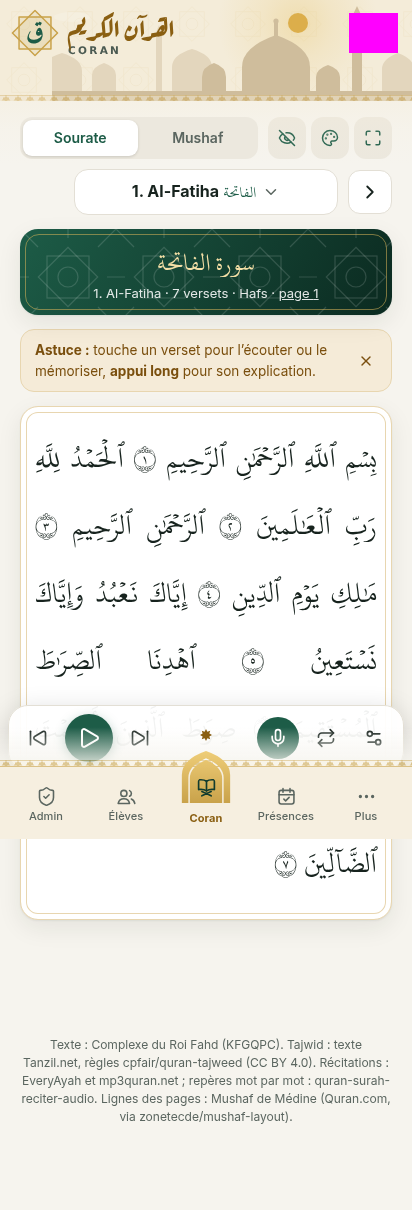 القرآن الكريم
CORAN
Sourate
Mushaf
1. Al-Fatiha الفاتحة
سورة الفاتحة
1. Al-Fatiha · 7 versets · Hafs · page 1
Astuce : touche un verset pour l’écouter ou le
mémoriser, appui long pour son explication.
بِسْمِ ٱللَّهِ ٱلرَّحْمَٰنِ ٱلرَّحِيمِ ١ ٱلْحَمْدُ لِلَّهِ
رَبِّ ٱلْعَٰلَمِينَ ٢ ٱلرَّحْمَٰنِ ٱلرَّحِيمِ ٣
مَٰلِكِ يَوْمِ ٱلدِّينِ ٤ إِيَّاكَ نَعْبُدُ وَإِيَّاكَ
نَسْتَعِينُ ٥ ٱهْدِنَا ٱلصِّرَٰطَ
Admin
Élèves
Coran
Présences
Plus
ٱلضَّآلِّينَ ٧
Texte : Complexe du Roi Fahd (KFGQPC). Tajwid : texte
Tanzil.net, règles cpfair/quran-tajweed (CC BY 4.0). Récitations :
EveryAyah et mp3quran.net ; repères mot par mot : quran-surah-
reciter-audio. Lignes des pages : Mushaf de Médine (Quran.com,
via zonetecde/mushaf-layout).